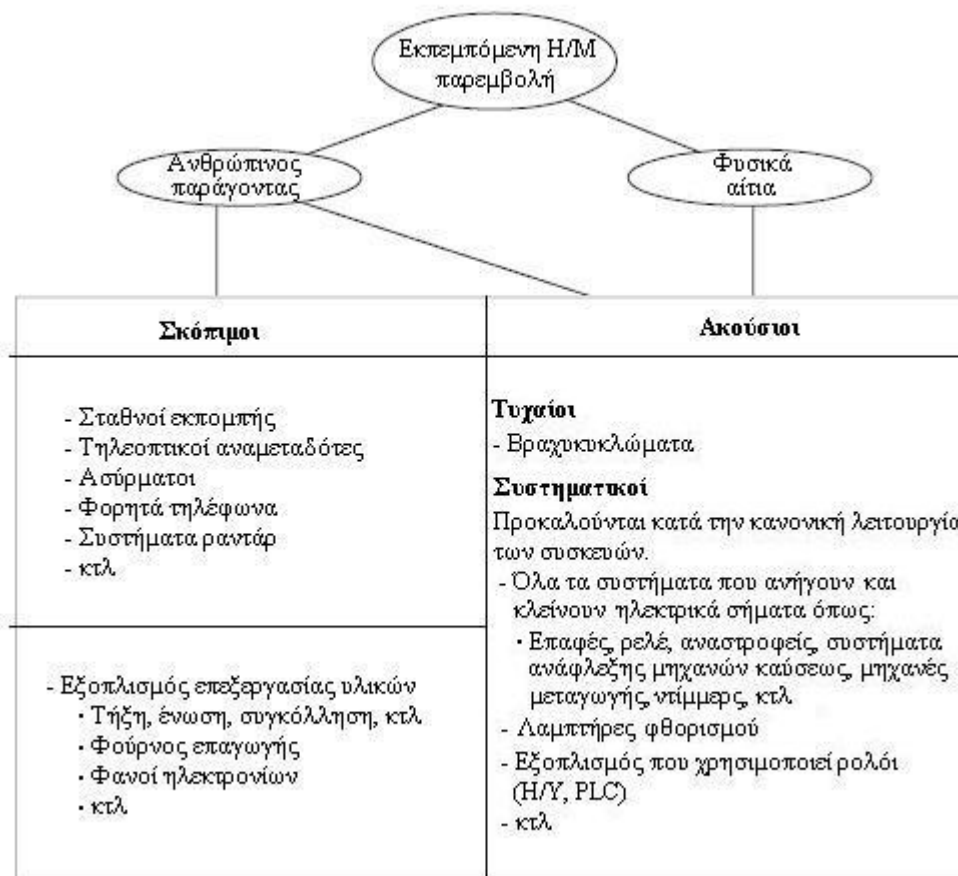 Εκπεμπόμενη Η/Μ
παρεμβολή
Ανθρώπινος
παράγοντας
Φυσικά
αίτια
Σκόπιμοι
- Σταθνοί εκπομπής
- Τηλεοπτικοί αναμεταδότες
- Ασύρματοι
- Φορητά τηλέφωνα
- Συστήματα ραντάρ
- κτλ
- Εξοπλισμός επεξεργασίας υλικών
· Τήξη, ένωση, συγκόλληση, κτλ
· Φούρνος επαγωγής
· Φανοί ηλεκτρονίων
· κτλ
Ακούσιοι
Τυχαίοι
- Βραχυκυκλώματα
Συστηματικοί
Προκαλούνται κατά την κανονική λειτουργία
των συσκευών.
- Όλα τα συστήματα που ανήγουν και
κλείνουν ηλεκτρικά σήματα όπως:
· Επαφές, ρελέ, αναστροφείς, συστήματα
ανάφλεξης μηχανών καύσεως, μηχανές
μεταγωγής, ντίμμερς, κτλ
- Λαμπτήρες φθορισμού
- Εξοπλισμός που χρησιμοποιεί ρολόι
(Η/Υ, PLC)
- κτλ